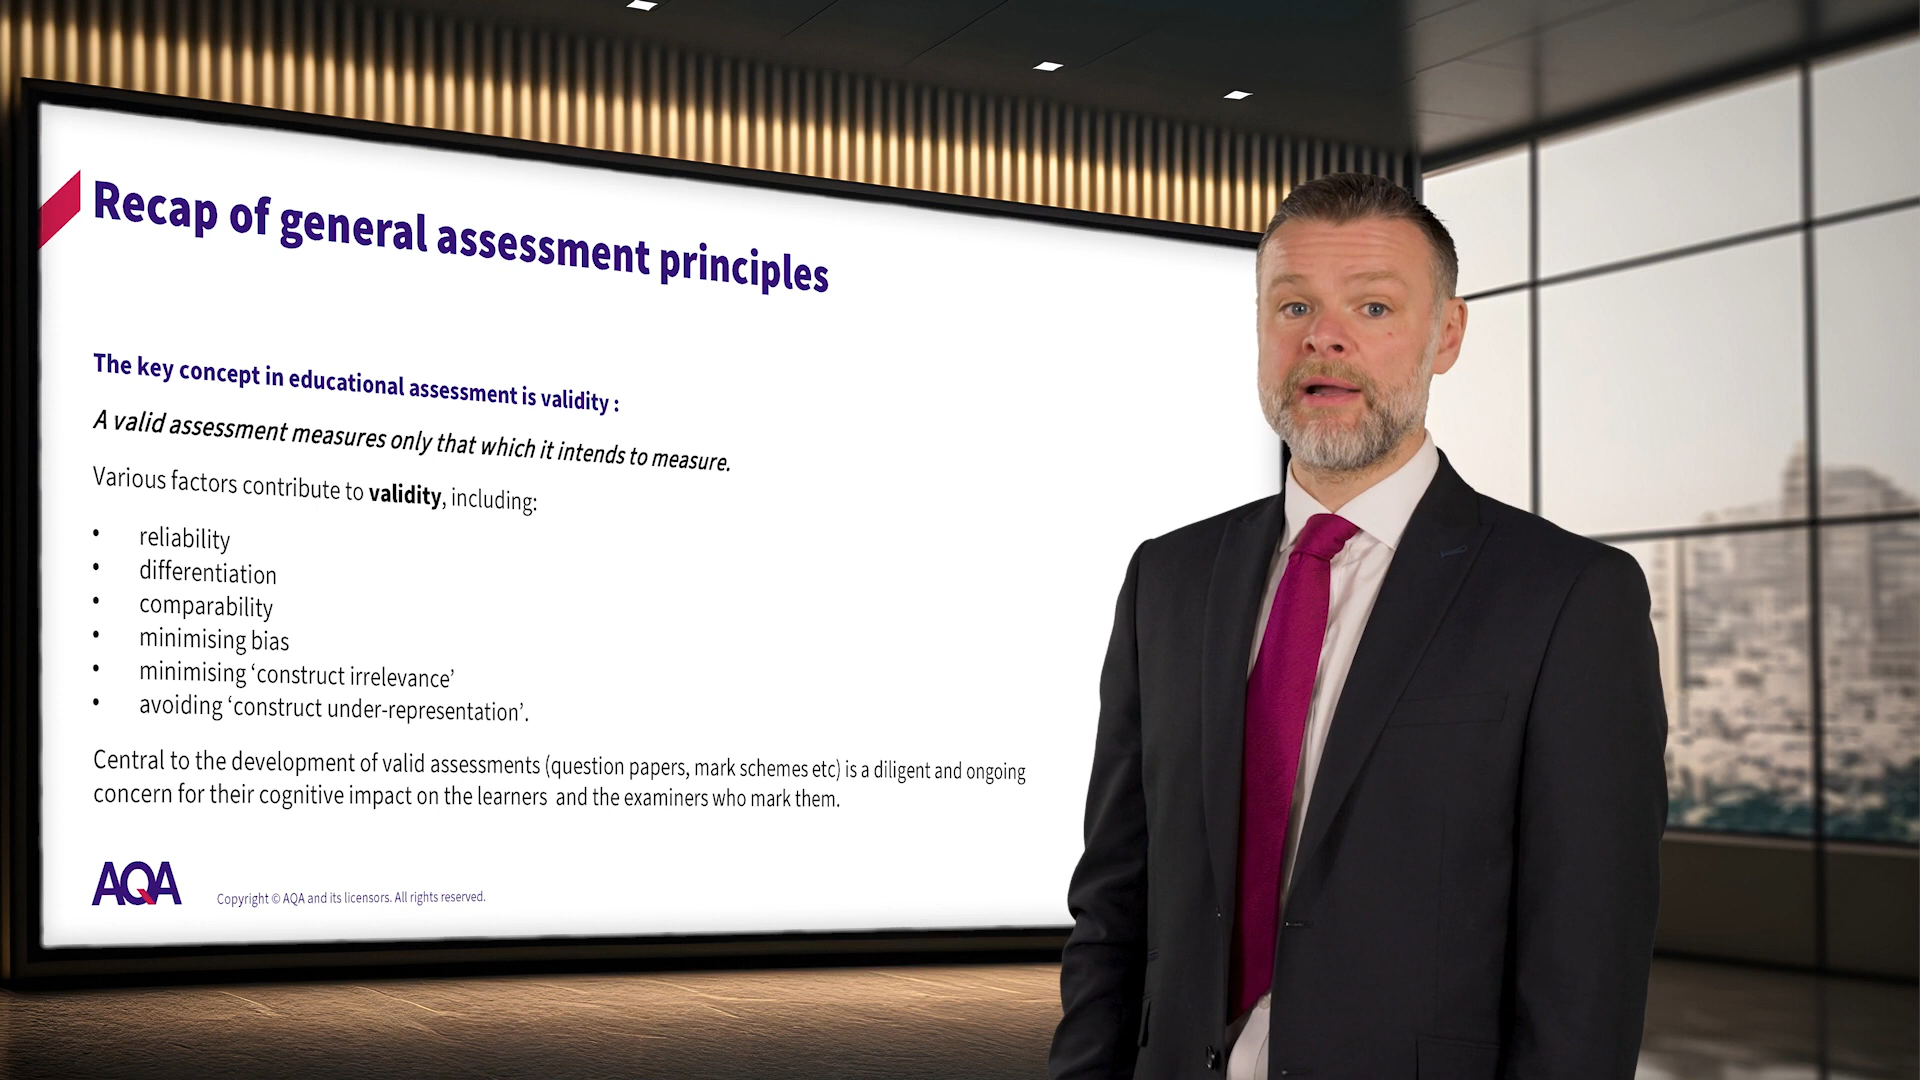 Recap of general assessment principles
The key concept in educational assessment is validity :
A valid assessment measures only that which it intends to measure.
Various factors contribute to validity, including:
• reliability
• differentiation
• comparability
• minimising bias
• minimising ‘construct irrelevance’
• avoiding ‘construct under-representation’.
Central to the development of valid assessments (question papers, mark schemes etc) is a diligent and ongoing
concern for their cognitive impact on the learners and the examiners who mark them.
AQA
Copyright © AQA and its licensors. All rights reserved.